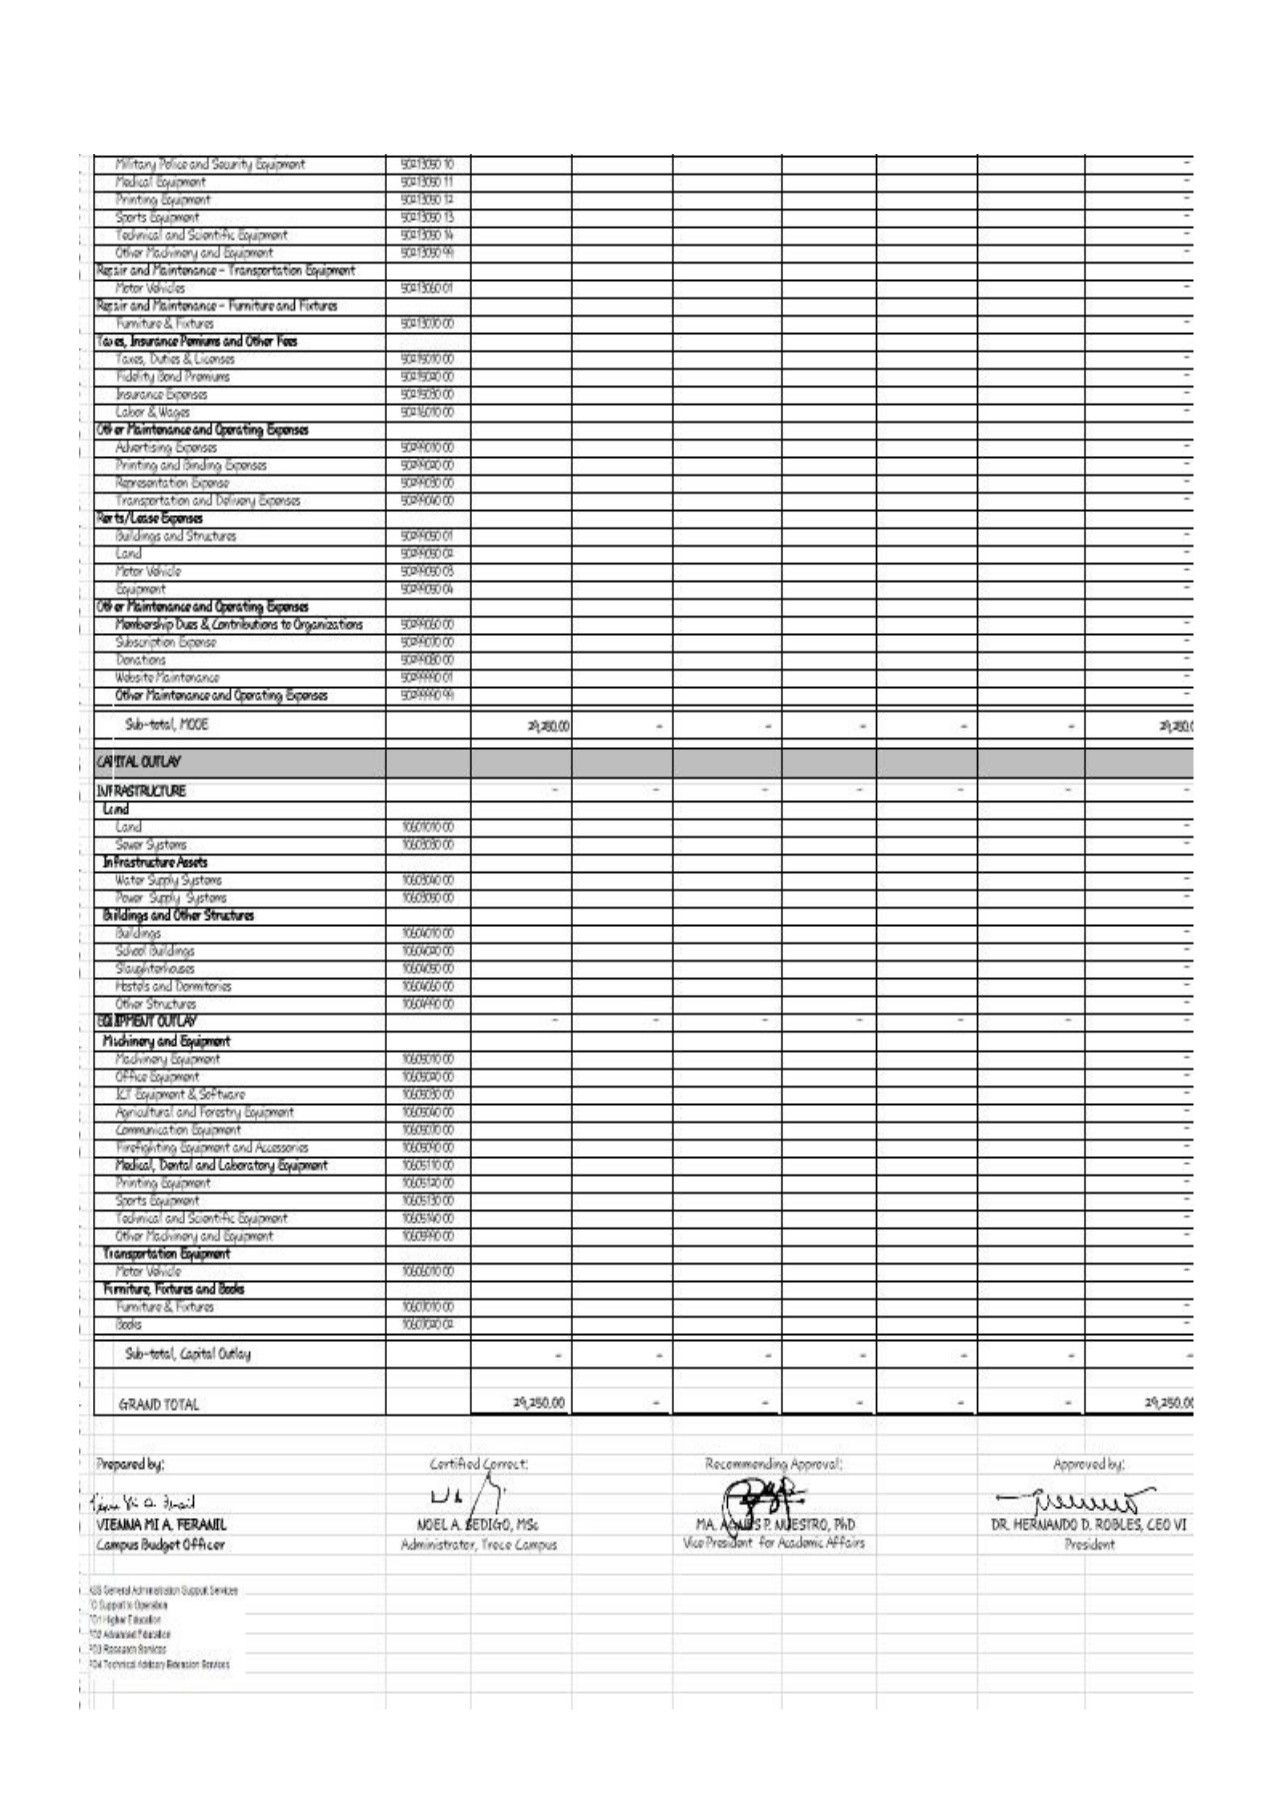 Military Police and Security Equipment 50213050 10 -
Medical Equipment 50213050 11 -
Printing Equipment 50213050 12 -
Sports Equipment 50213050 13 -
Technical and Scientific Equipment 50213050 14 -
Other Machinery and Equipment 50213050 99 -
Repair and Maintenance - Transportation Equipment
Motor Vehicles 50213060 01 -
Repair and Maintenance - Furniture and Fixtures
Furniture & Fixtures 50213070 00 -
Taxes, Insurance Pemiums and Other Fees
Taxes, Duties & Licenses 50215010 00 -
Fidelity Bond Premiums 50215020 00 -
Insurance Expenses 50215030 00 -
Labor & Wages 50216010 00 -
Other Maintenance and Operating Expenses
Advertising Expenses 50299010 00 -
Printing and Binding Expenses 50299020 00 -
Representation Expense 50299030 00 -
Transportation and Delivery Expenses 50299040 00 -
Rents/Lease Expenses
Buildings and Structures 50299050 01 -
Land 50299050 02 -
Motor Vehicle 50299050 03 -
Equipment 50299050 04 -
Other Maintenance and Operating Expenses
Membership Dues & Contributions to Organizations 50299060 00 -
Subscription Expense 50299070 00 -
Donations 50299080 00 -
Website Maintenance 50299990 01 -
Other Maintenance and Operating Expenses 50299990 99 -
Sub-total, MOOE 29,250.00 - - - - - 29,250.0
CAPITAL OUTLAY
INFRASTRUCTURE - - - - - - -
Land
Land 10601010 00 -
Sewer Systems 10603030 00 -
Infrastructure Assets
Water Supply Systems 10603040 00 -
Power Supply Systems 10603050 00 -
Buildings and Other Structures
Buildings 10604010 00 -
School Buildings 10604020 00 -
Slaughterhouses 10604050 00 -
Hostels and Dormitories 10604060 00 -
Other Structures 10604990 00 -
EQUIPMENT OUTLAY - - - - - - -
Machinery and Equipment
Machinery Equipment 10605010 00 -
Office Equipment 10605020 00 -
ICT Equipment & Software 10605030 00 -
Agricultural and Forestry Equipment 10605040 00 -
Communication Equipment 10605070 00 -
Firefighting Equipment and Accessories 10605090 00 -
Medical, Dental and Laboratory Equipment 10605110 00 -
Printing Equipment 10605120 00 -
Sports Equipment 10605130 00 -
Technical and Scientific Equipment 10605140 00 -
Other Machinery and Equipment 10605990 00 -
Transportation Equipment
Motor Vehicle 10606010 00 -
Furniture, Fixtures and Books
Furniture & Fixtures 10607010 00 -
Books 10607020 02 -
Sub-total, Capital Outlay - - - - - - -
GRAND TOTAL 29,250.00 - - - - - 29,250.00
Prepared by: Certified Correct: Recommending Approval: Approved by:
VIENNA MI A. FERANIL NOEL A. SEDIGO, MSc MA. AGNES P. NUESTRO, PhD DR. HERNANDO D. ROBLES, CEO VI
Campus Budget Officer Administrator, Trece Campus Vice President for Academic Affairs President
General Administration Support Services
Support to Operation
Higher Education
Advanced Education
Research Services
Technical Advisory Extension Services